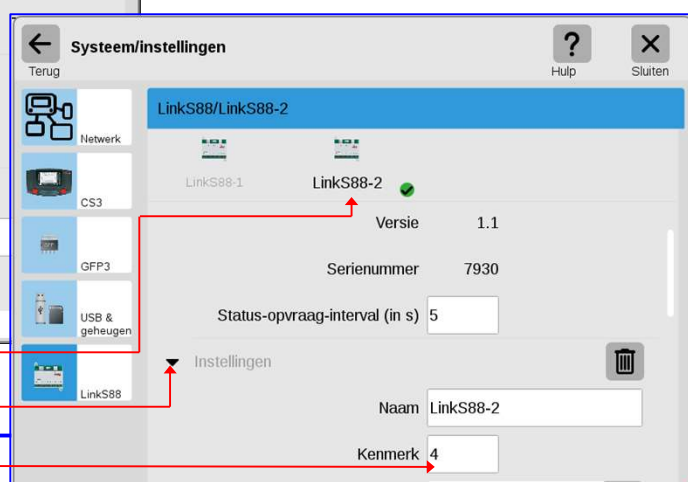 Systeem/instellingen
?
Terug
Hulp
Sluiten
LinkS88/LinkS88-2
Netwerk
LinkS88-1
LinkS88-2
CS3
Versie 1.1
GFP3
Serienummer 7930
USB &
geheugen
Status-opvraag-interval (in s) 5
Instellingen
LinkS88
Naam LinkS88-2
Kenmerk 4